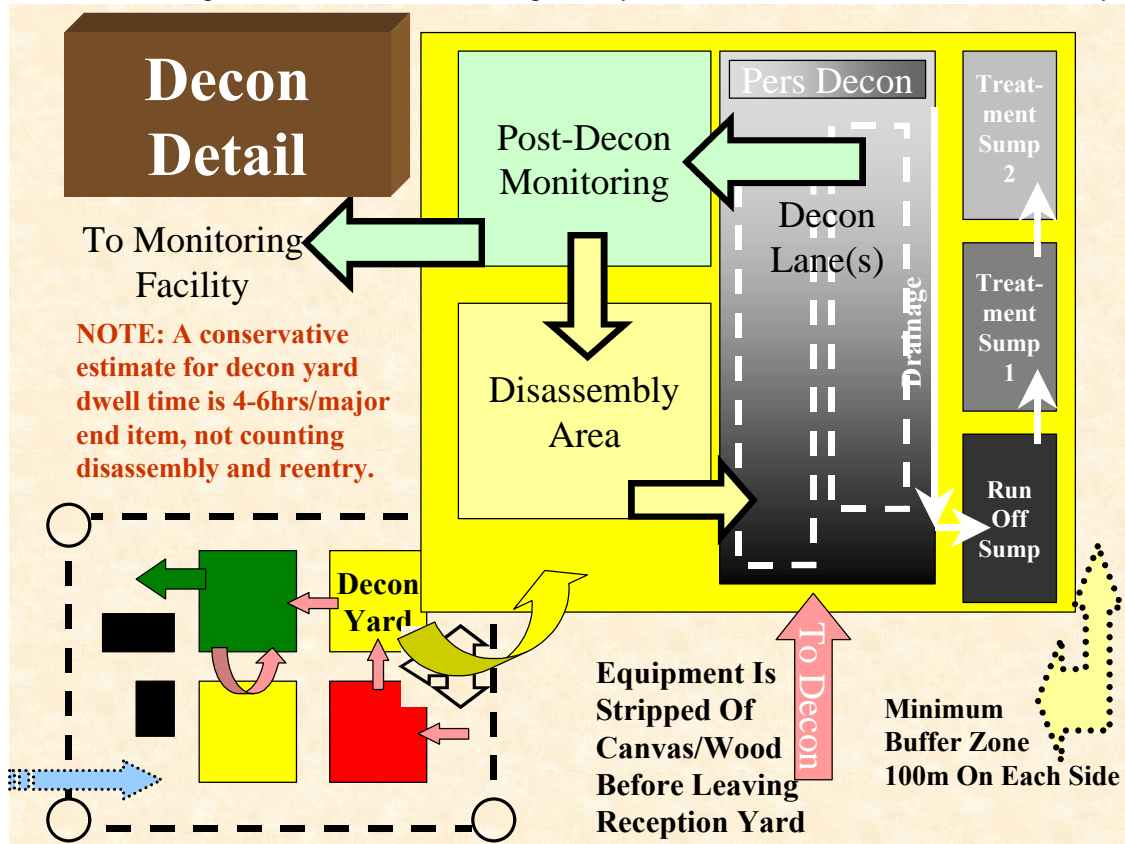 Decon
Detail
Pers Decon
Treat-
ment
Sump
2
Post-Decon
Monitoring
Decon
Lane(s)
To Monitoring
Facility
Treat-
ment
Sump
1
Drainage
NOTE: A conservative
estimate for decon yard
dwell time is 4-6hrs/major
end item, not counting
disassembly and reentry.
Disassembly
Area
Run
Off
Sump
Decon
Yard
To Decon
Equipment Is
Stripped Of
Canvas/Wood
Before Leaving
Reception Yard
Minimum
Buffer Zone
100m On Each Side